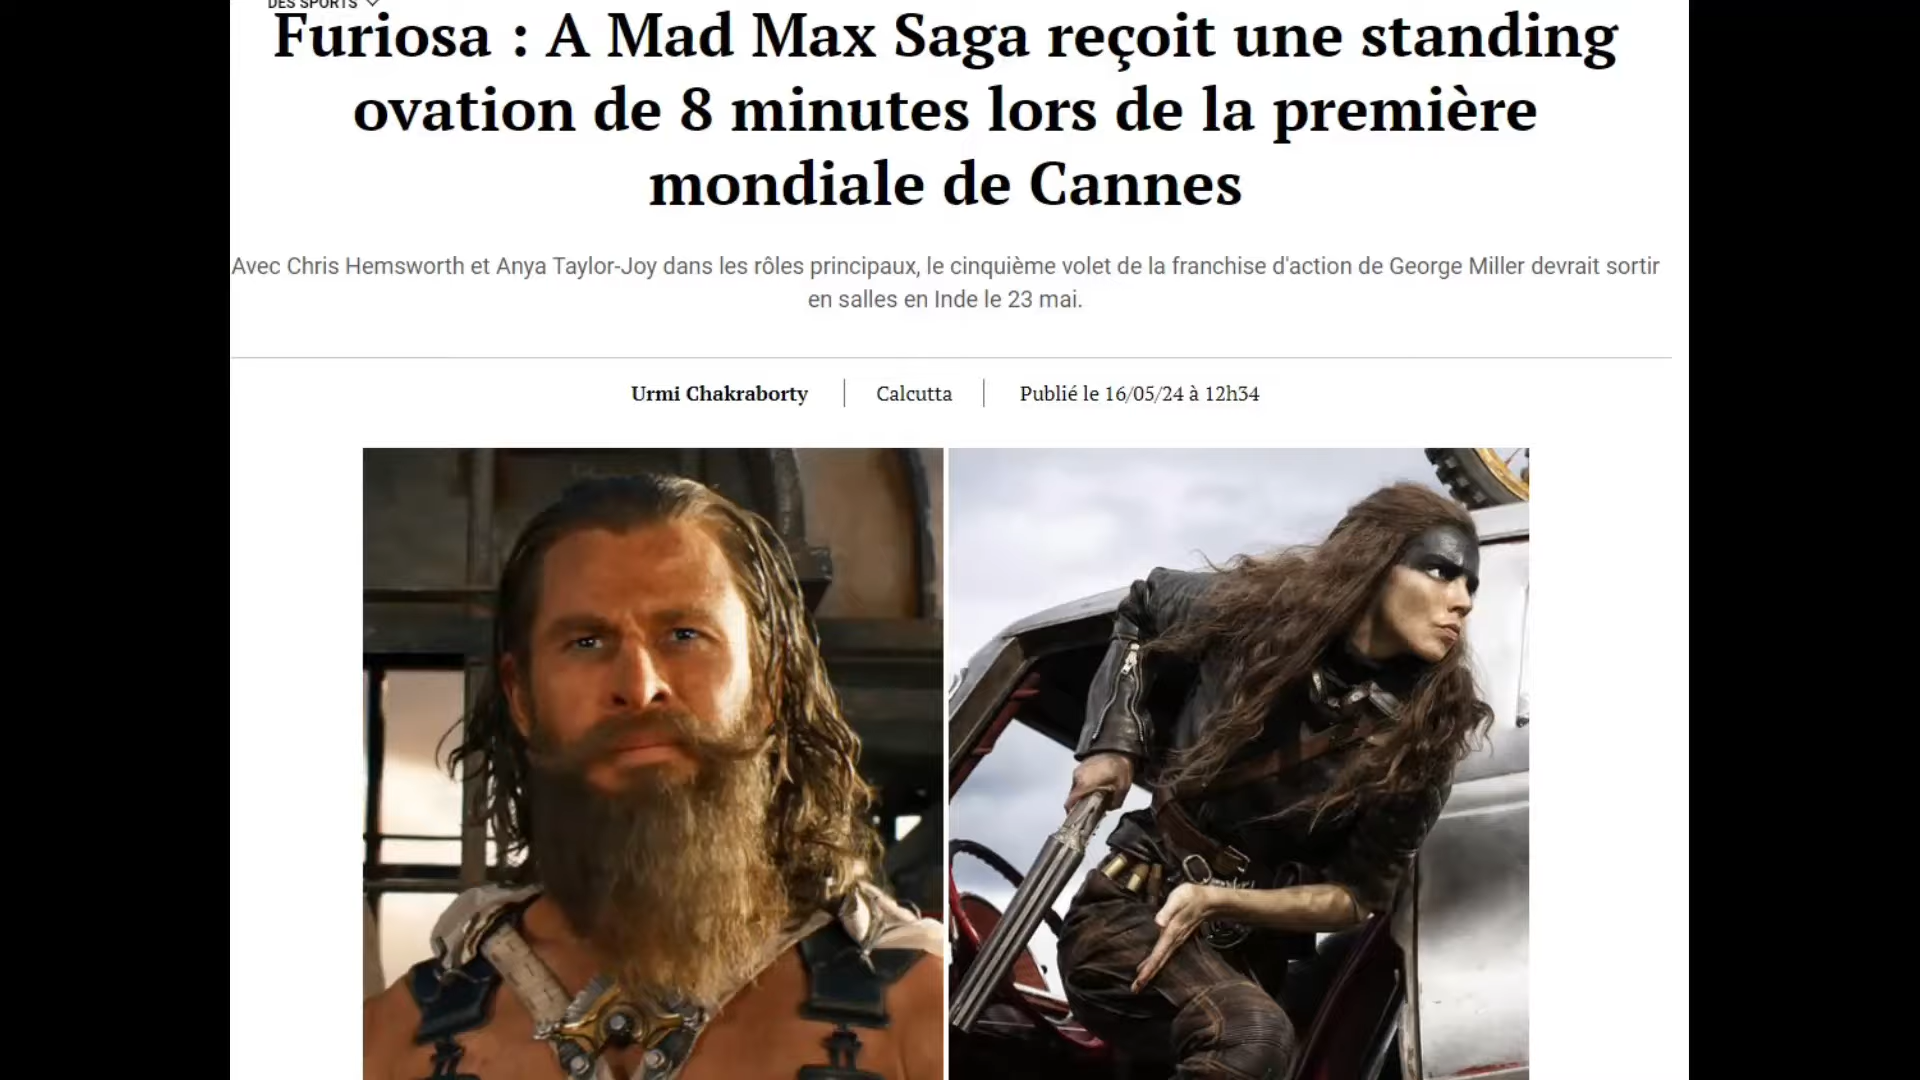 DES SPORTS
Furiosa : A Mad Max Saga reçoit une standing
ovation de 8 minutes lors de la première
mondiale de Cannes
Avec Chris Hemsworth et Anya Taylor-Joy dans les rôles principaux, le cinquième volet de la franchise d'action de George Miller devrait sortir
en salles en Inde le 23 mai.
Urmi Chakraborty | Calcutta | Publié le 16/05/24 à 12h34